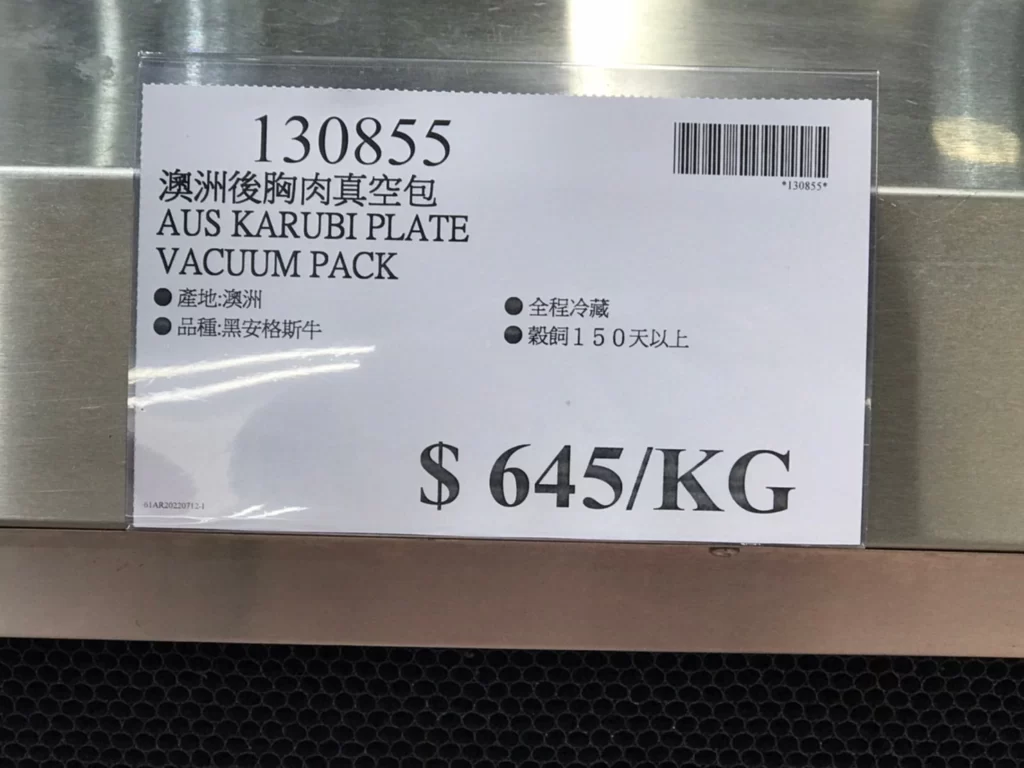 130855
*130855*
澳洲後胸肉真空包
AUS KARUBI PLATE
VACUUM PACK
●產地:澳洲
●品種:黑安格斯牛
●全程冷藏
●穀飼150天以上
$ 645/KG
61AR20220712-1